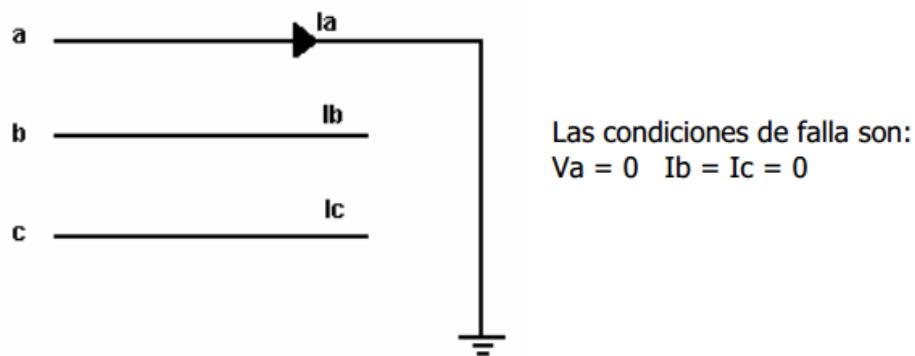 a
Ia
b
Ib
c
Ic
Las condiciones de falla son:
Va = 0 Ib = Ic = 0